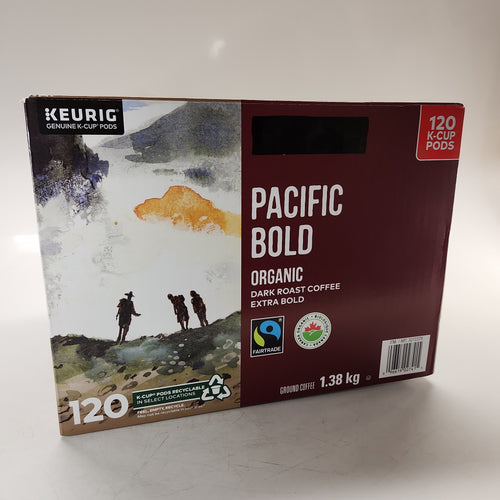 KEURIG
GENUINE K-CUP® PODS
120
K-CUP
PODS
PACIFIC
BOLD
ORGANIC
DARK ROAST COFFEE
EXTRA BOLD
FAIRTRADE
120
K-CUP® PODS RECYCLABLE
IN SELECT LOCATIONS
PEEL, EMPTY, RECYCLE
GROUND COFFEE 1.38 kg